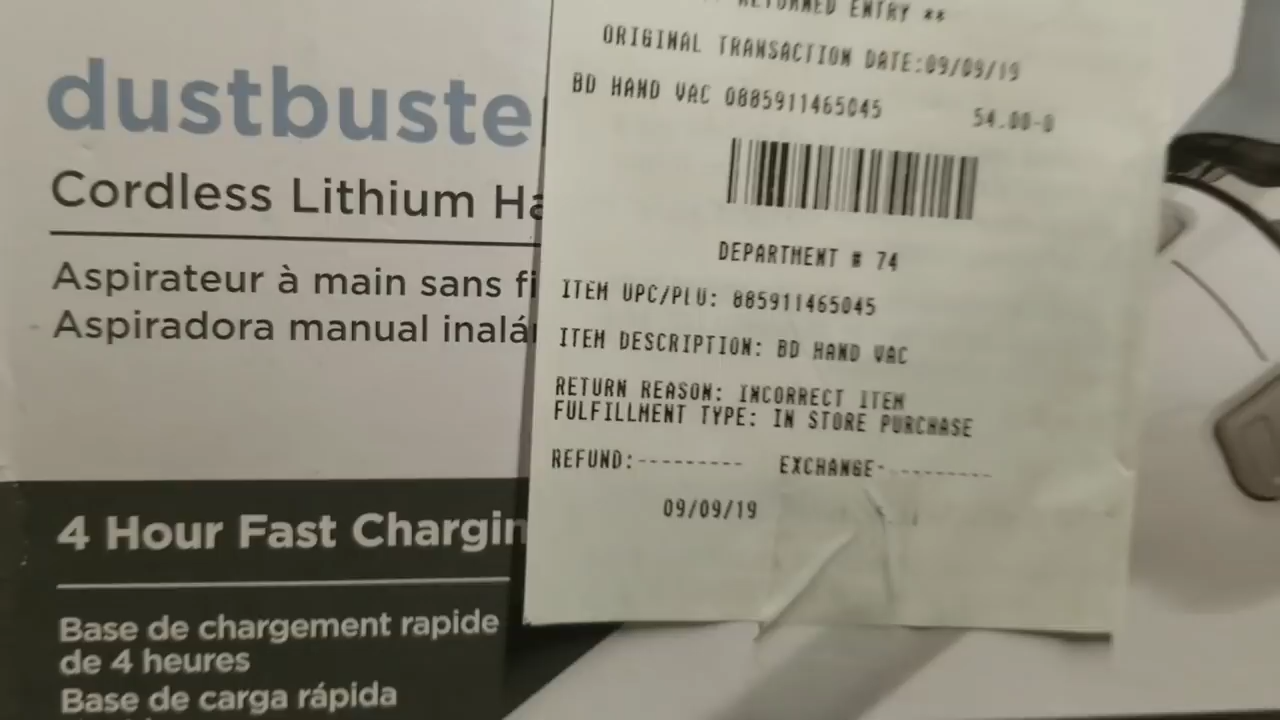 dustbuste
Cordless Lithium Ha
Aspirateur à main sans fi
Aspiradora manual inalá
4 Hour Fast Chargin
Base de chargement rapide
de 4 heures
Base de carga rápida
RETURNED ENTRY **
ORIGINAL TRANSACTION DATE:09/09/19
BD HAND VAC 0885911465045 54.00-0
DEPARTMENT # 74
ITEM UPC/PLU: 885911465045
ITEM DESCRIPTION: BD HAND VAC
RETURN REASON: INCORRECT ITEM
FULFILLMENT TYPE: IN STORE PURCHASE
REFUND:--------- EXCHANGE:---------
09/09/19